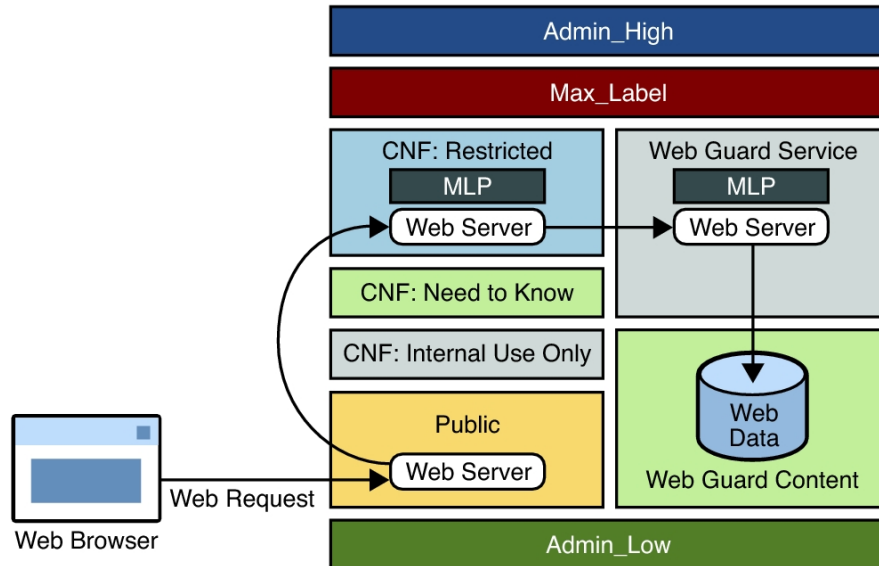 Admin_High
Max_Label
CNF: Restricted
MLP
Web Server
Web Guard Service
MLP
Web Server
CNF: Need to Know
CNF: Internal Use Only
Public
Web Server
Web
Data
Web Guard Content
Web Request
Web Browser
Admin_Low